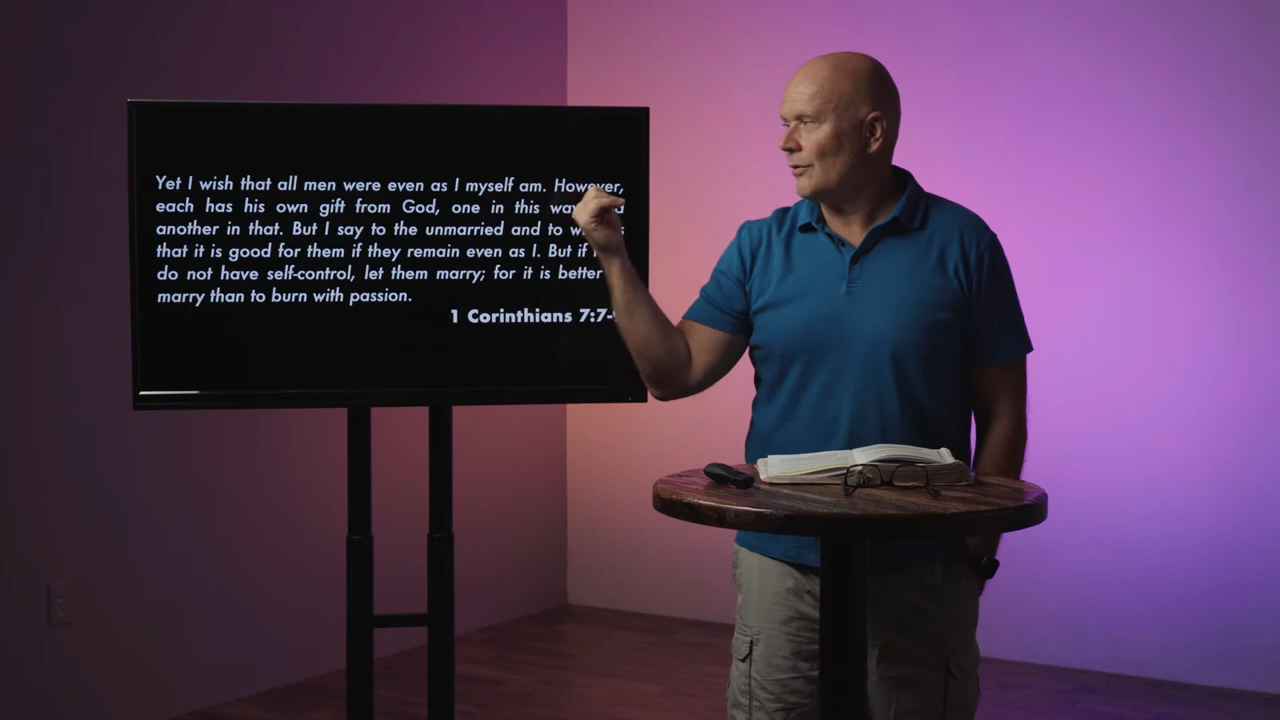 Yet I wish that all men were even as I myself am. However,
each has his own gift from God, one in this way
another in that. But I say to the unmarried and to
that it is good for them if they remain even as I. But if
do not have self-control, let them marry; for it is better
marry than to burn with passion.
1 Corinthians 7:7-